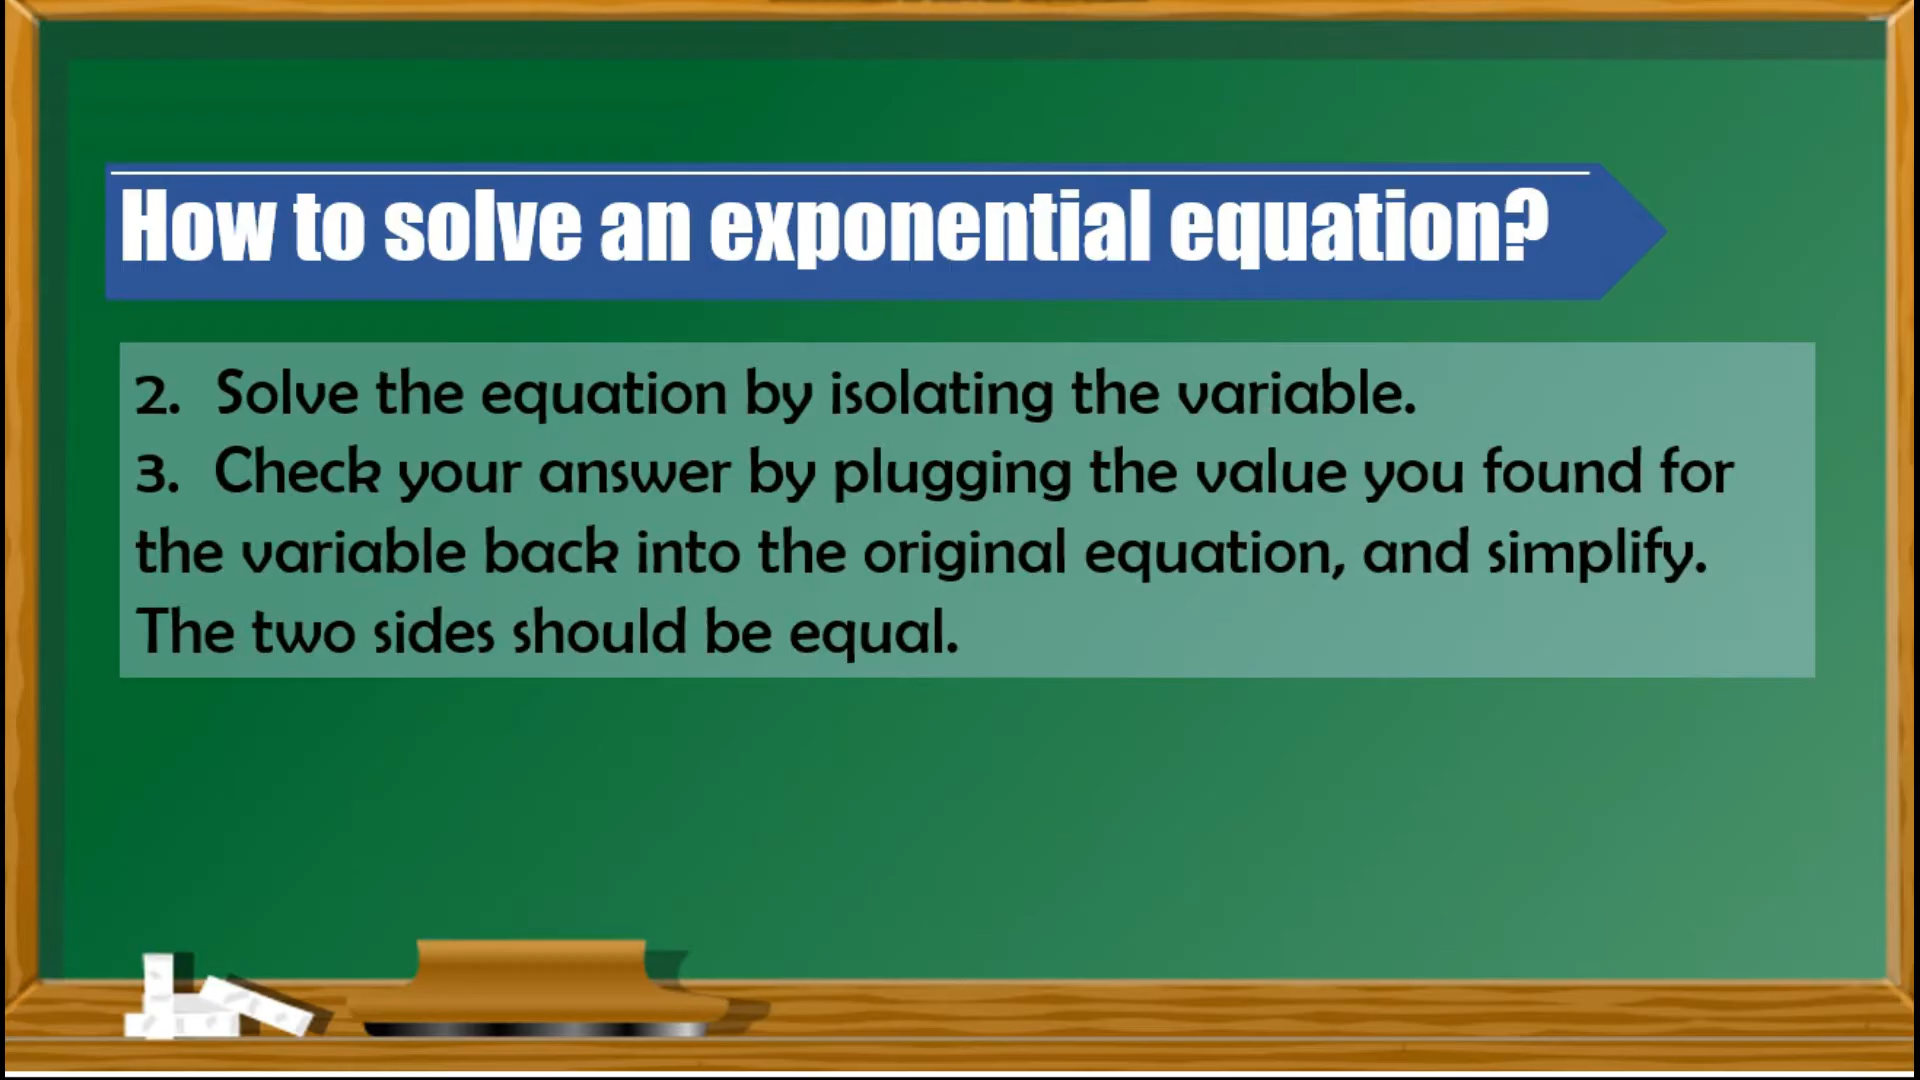 How to solve an exponential equation?
2. Solve the equation by isolating the variable.
3. Check your answer by plugging the value you found for
the variable back into the original equation, and simplify.
The two sides should be equal.